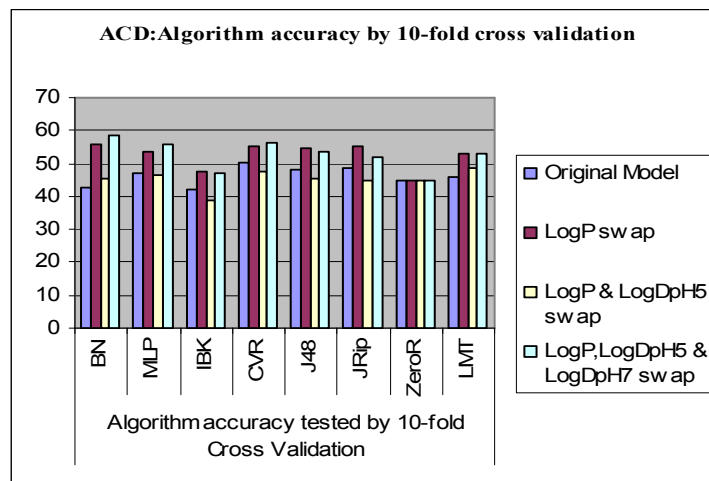 ACD:Algorithm accuracy by 10-fold cross validation
70
60
50
40
30
20
10
0
BN
MLP
IBK
CVR
J48
JRip
ZeroR
LMT
Algorithm accuracy tested by 10-fold
Cross Validation
Original Model
LogP swap
LogP & LogDpH5
swap
LogP,LogDpH5 &
LogDpH7 swap